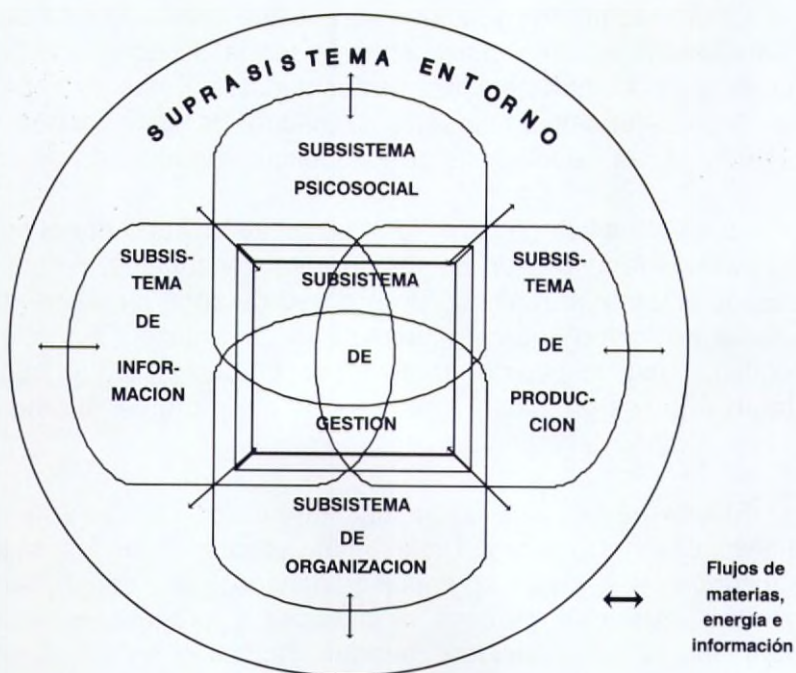 SUPRASISTEMA ENTORNO
SUBSISTEMA
PSICOSOCIAL
SUBSIS-
TEMA
DE
INFOR-
MACION
SUBSISTEMA
DE
GESTION
SUBSIS-
TEMA
DE
PRODUC-
CION
SUBSISTEMA
DE
ORGANIZACION
Flujos de
materias,
energía e
información